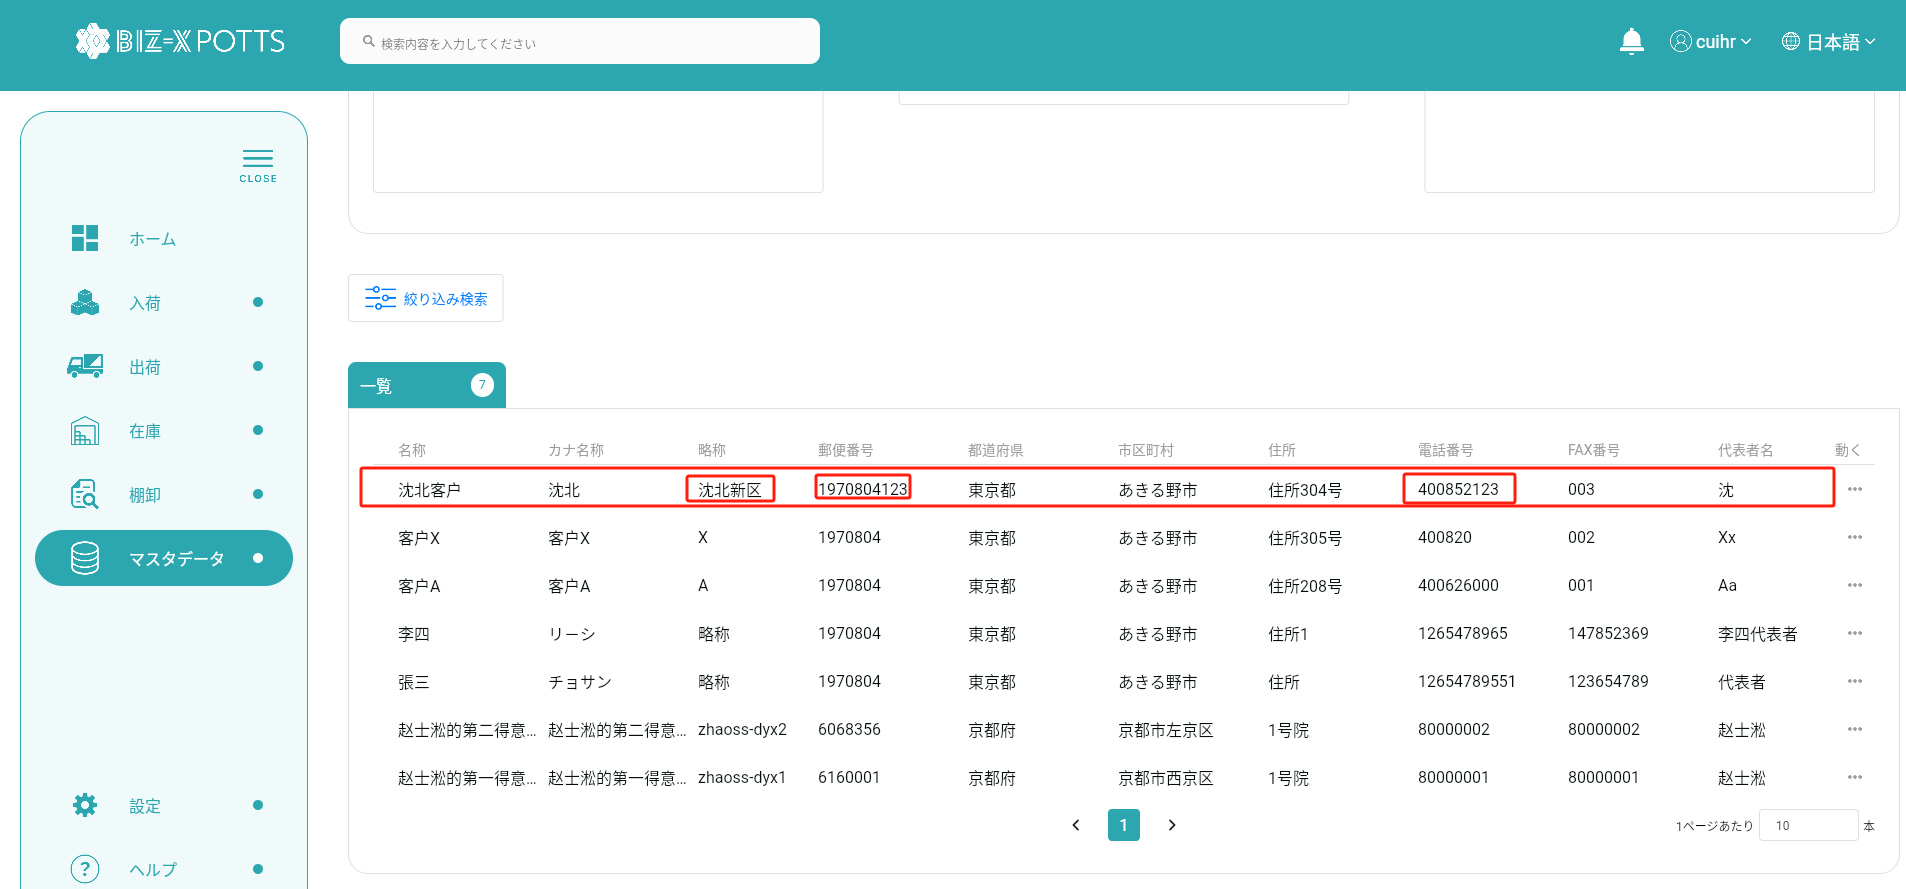 BIZ=X POTTS
検索内容を入力してください
cuihr
日本語
CLOSE
ホーム
入荷
出荷
在庫
棚卸
マスタデータ
設定
ヘルプ
絞り込み検索
一覧 7
名称 カナ名称 略称 郵便番号 都道府県 市区町村 住所 電話番号 FAX番号 代表者名 動く
沈北客户 沈北 沈北新区 1970804123 東京都 あきる野市 住所304号 400852123 003 沈
客户X 客户X X 1970804 東京都 あきる野市 住所305号 400820 002 Xx
客户A 客户A A 1970804 東京都 あきる野市 住所208号 400626000 001 Aa
李四 リーシ 略称 1970804 東京都 あきる野市 住所1 1265478965 147852369 李四代表者
張三 チョサン 略称 1970804 東京都 あきる野市 住所 12654789551 123654789 代表者
赵士淞的第二得意... 赵士淞的第二得意... zhaoss-dyx2 6068356 京都府 京都市左京区 1号院 80000002 80000002 赵士淞
赵士淞的第一得意... 赵士淞的第一得意... zhaoss-dyx1 6160001 京都府 京都市西京区 1号院 80000001 80000001 赵士淞
1
1ページあたり 10 本